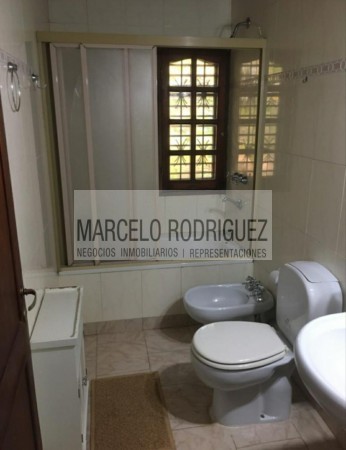 MARCELO RODRIGUEZ
NEGOCIOS INMOBILIARIOS | REPRESENTACIONES